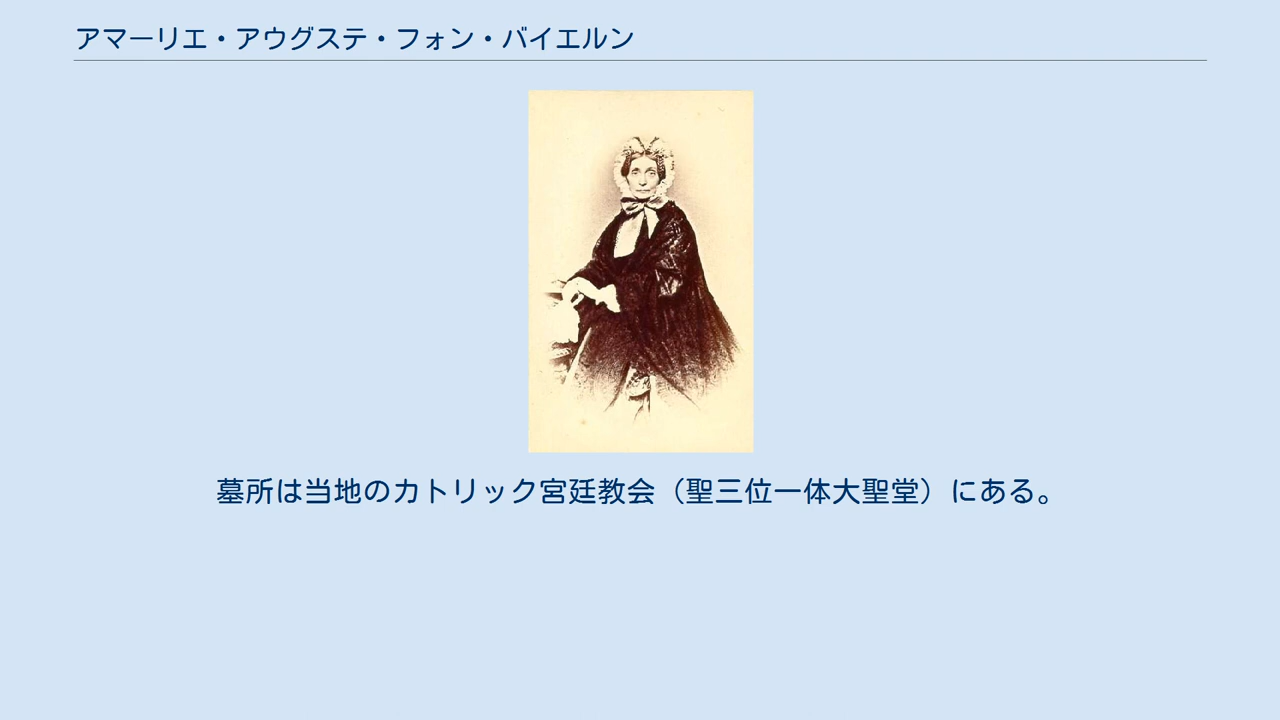 アマーリエ・アウグステ・フォン・バイエルン
墓所は当地のカトリック宮廷教会（聖三位一体大聖堂）にある。